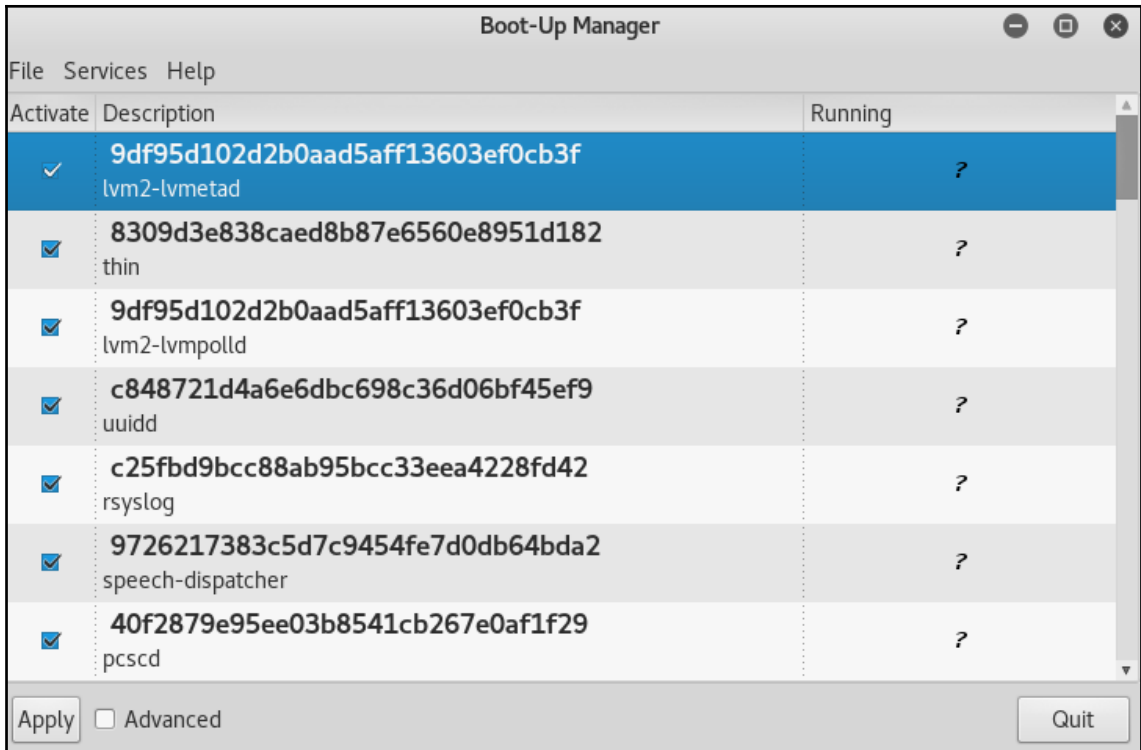 Boot-Up Manager
File Services Help
Activate Description Running
9df95d102d2b0aad5aff13603ef0cb3f
lvm2-lvmetad
?
8309d3e838caed8b87e6560e8951d182
thin
?
9df95d102d2b0aad5aff13603ef0cb3f
lvm2-lvmpolld
?
c848721d4a6e6dbc698c36d06bf45ef9
uuidd
?
c25fbd9bcc88ab95bcc33eea4228fd42
rsyslog
?
9726217383c5d7c9454fe7d0db64bda2
speech-dispatcher
?
40f2879e95ee03b8541cb267e0af1f29
pcscd
?
Apply Advanced Quit